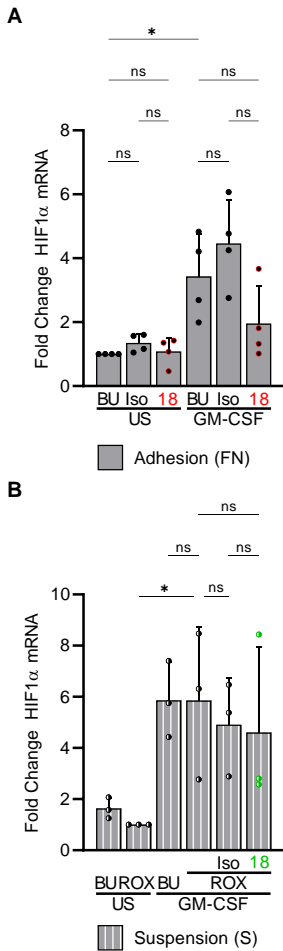 A
*
ns ns
ns ns
ns ns
8
6
4
2
0
Fold Change HIF1α mRNA
BU Iso 18 BU Iso 18
US GM-CSF
Adhesion (FN)
B
ns
ns ns
* ns
10
8
6
4
2
0
Fold Change HIF1α mRNA
Iso 18
BU ROX BU ROX
US GM-CSF
Suspension (S)